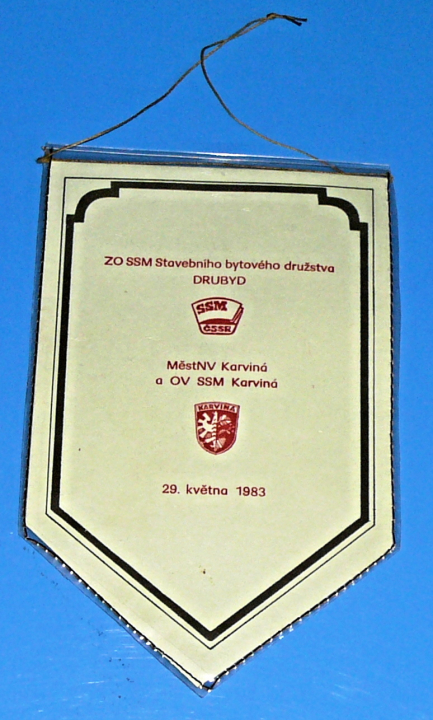 ZO SSM Stavebního bytového družstva
DRUBYD
SSM
ČSSR
MěstNV Karviná
a OV SSM Karviná
KARVINÁ
29. května 1983